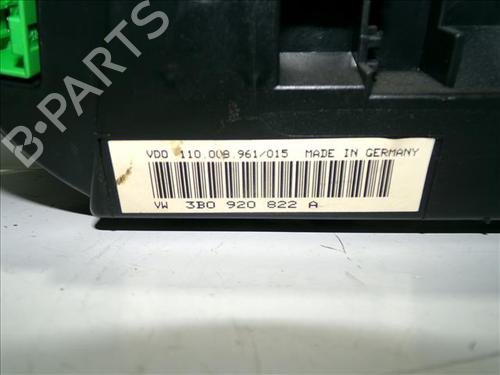 VDO 110.008.961/015 MADE IN GERMANY
VW 3B0 920 822 A
B-PARTS